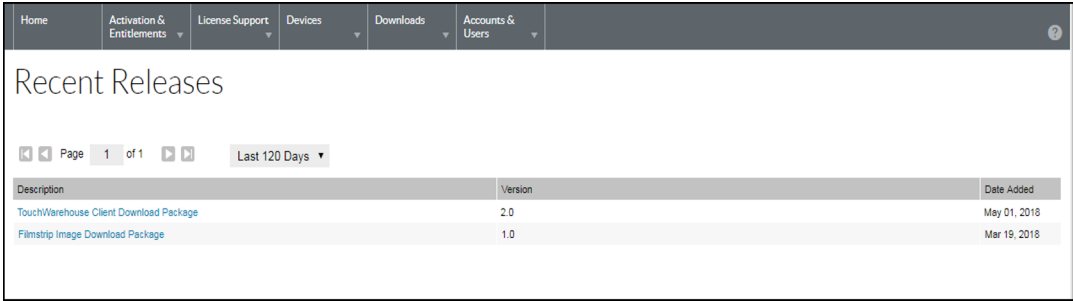 Home Activation & Entitlements License Support Devices Downloads Accounts & Users ?
Recent Releases
Page 1 of 1 Last 120 Days
Description Version Date Added
TouchWarehouse Client Download Package 2.0 May 01, 2018
Filmstrip Image Download Package 1.0 Mar 19, 2018